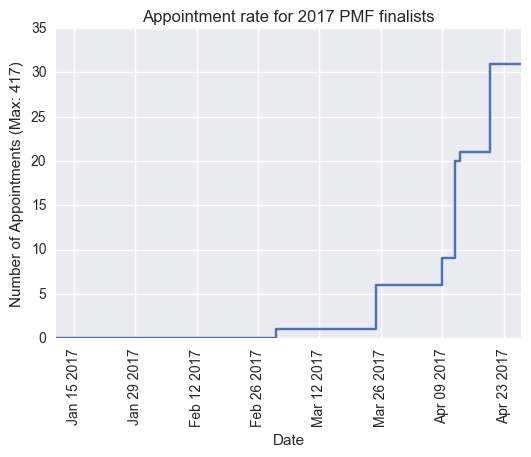 Appointment rate for 2017 PMF finalists
35
30
25
20
15
10
5
0
Number of Appointments (Max: 417)
Jan 15 2017
Jan 29 2017
Feb 12 2017
Feb 26 2017
Mar 12 2017
Mar 26 2017
Apr 09 2017
Apr 23 2017
Date